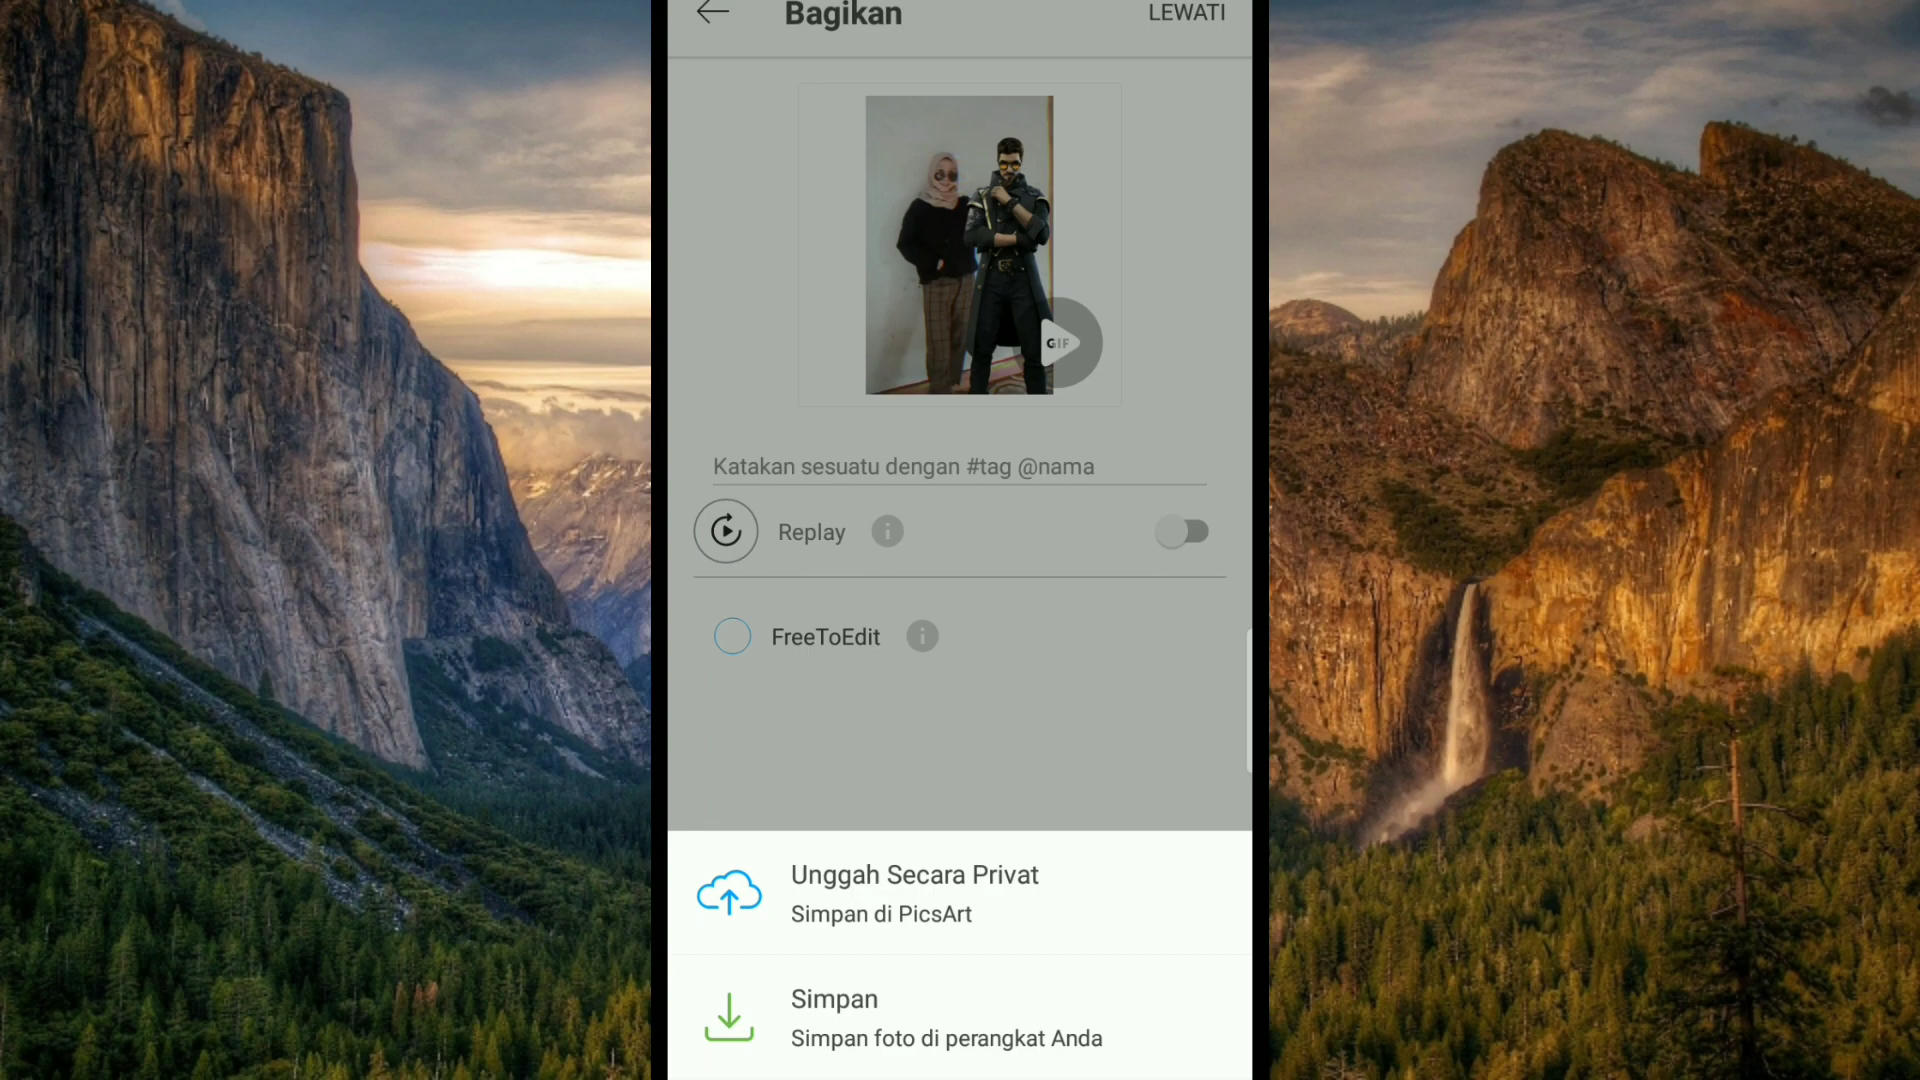 Bagikan
LEWATI
GIF
Katakan sesuatu dengan #tag @nama
Replay
FreeToEdit
Unggah Secara Privat
Simpan di PicsArt
Simpan
Simpan foto di perangkat Anda